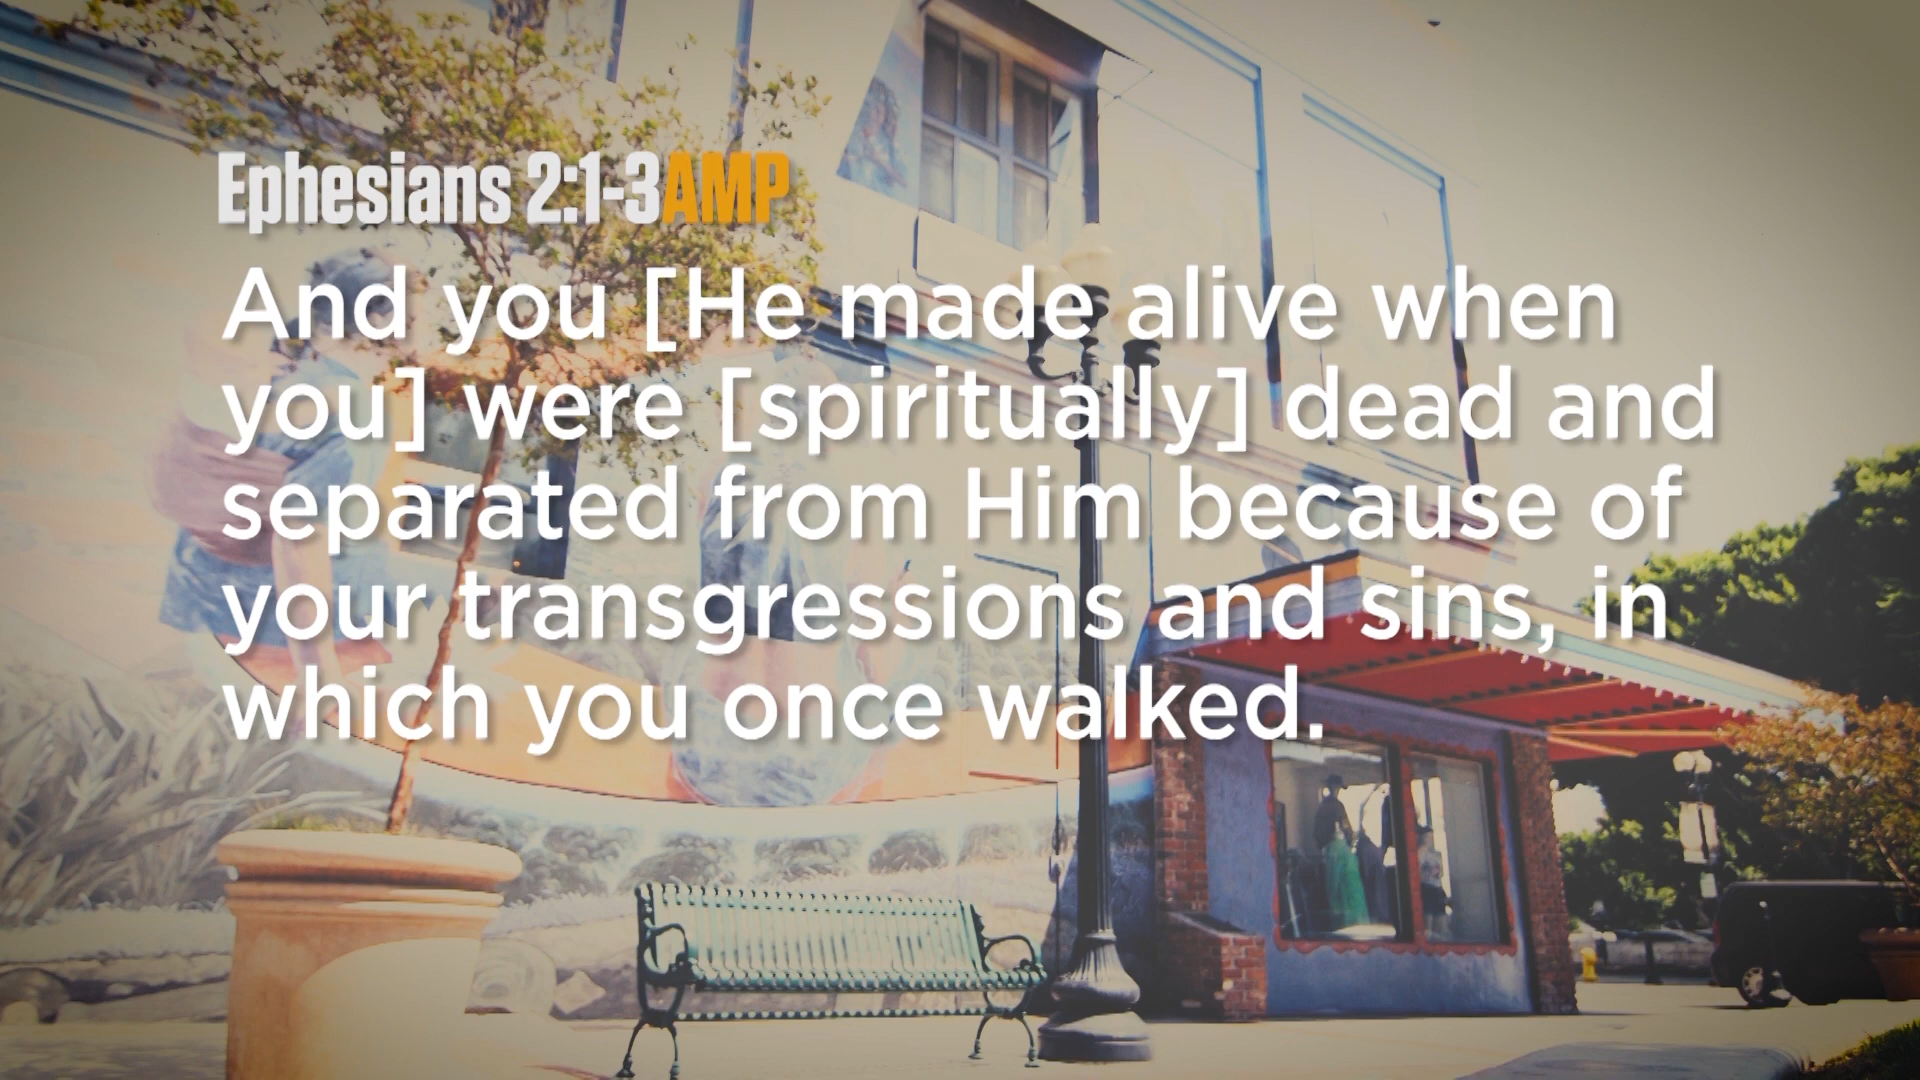 Ephesians 2:1-3AMP
And you [He made alive when
you] were [spiritually] dead and
separated from Him because of
your transgressions and sins, in
which you once walked.